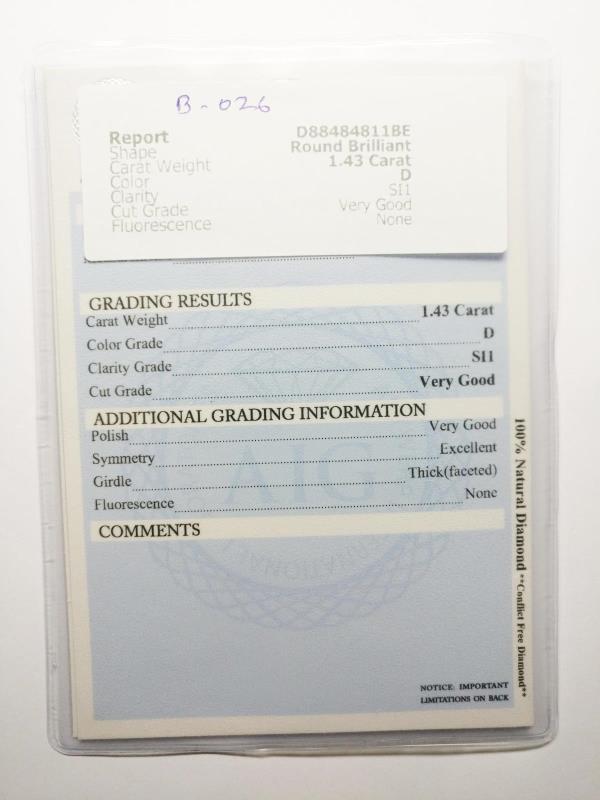 B-026
Report D88484811BE
Shape Round Brilliant
Carat Weight 1.43 Carat
Color D
Clarity SI1
Cut Grade Very Good
Fluorescence None
GRADING RESULTS
Carat Weight 1.43 Carat
Color Grade D
Clarity Grade SI1
Cut Grade Very Good
ADDITIONAL GRADING INFORMATION
Polish Very Good
Symmetry Excellent
Girdle Thick(faceted)
Fluorescence None
AIG
COMMENTS
NOTICE: IMPORTANT
LIMITATIONS ON BACK
100% Natural Diamond **Conflict Free Diamond**